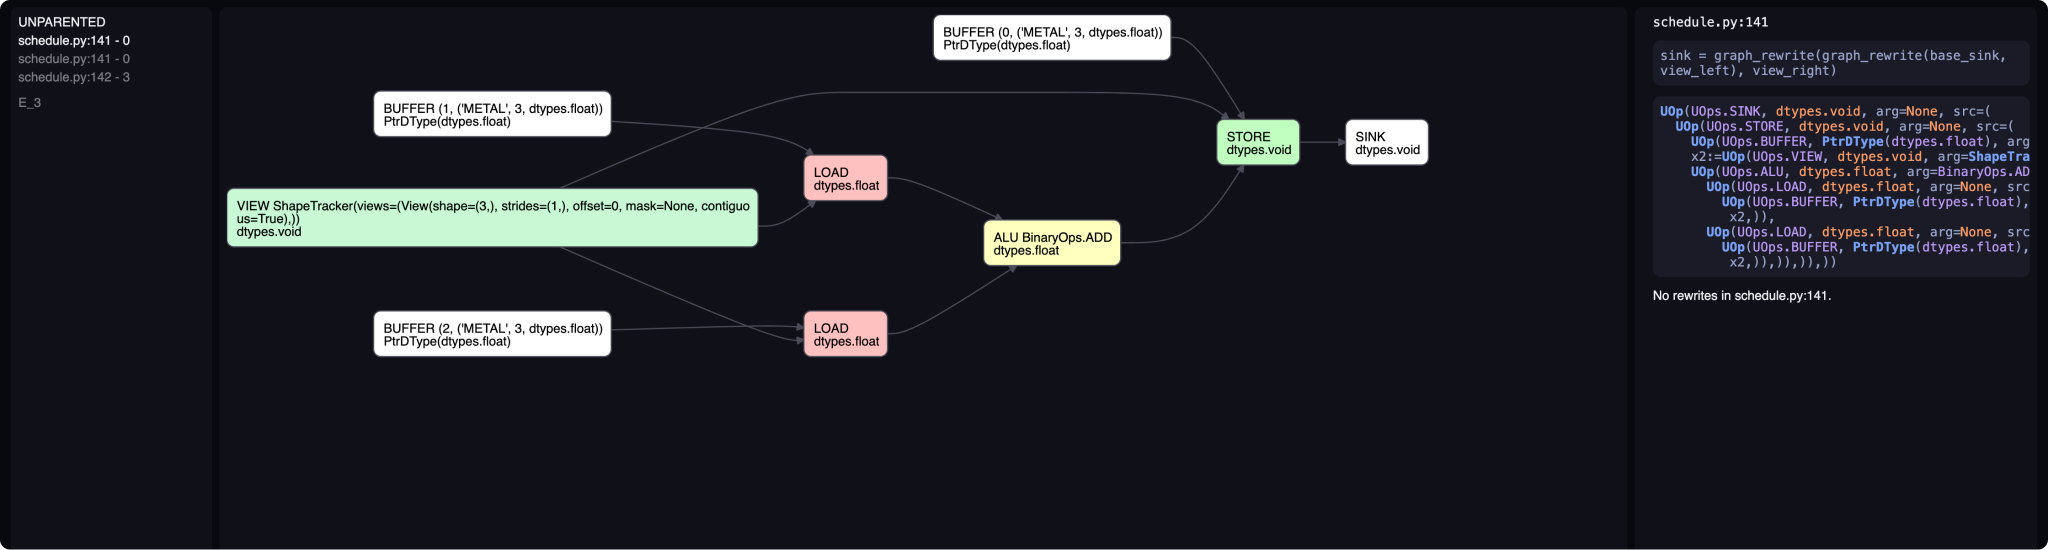 UNPARENTED
schedule.py:141 - 0
schedule.py:141 - 0
schedule.py:142 - 3
E_3
BUFFER (0, ('METAL', 3, dtypes.float))
PtrDType(dtypes.float)
BUFFER (1, ('METAL', 3, dtypes.float))
PtrDType(dtypes.float)
VIEW ShapeTracker(views=(View(shape=(3,), strides=(1,), offset=0, mask=None, contiguo
us=True),))
dtypes.void
BUFFER (2, ('METAL', 3, dtypes.float))
PtrDType(dtypes.float)
LOAD
dtypes.float
LOAD
dtypes.float
ALU BinaryOps.ADD
dtypes.float
STORE
dtypes.void
SINK
dtypes.void
schedule.py:141
sink = graph_rewrite(graph_rewrite(base_sink,
view_left), view_right)
UOp(UOps.SINK, dtypes.void, arg=None, src=(
  UOp(UOps.STORE, dtypes.void, arg=None, src=(
    UOp(UOps.BUFFER, PtrDType(dtypes.float), arg
    x2:=UOp(UOps.VIEW, dtypes.void, arg=ShapeTra
    UOp(UOps.ALU, dtypes.float, arg=BinaryOps.AD
      UOp(UOps.LOAD, dtypes.float, arg=None, src
        UOp(UOps.BUFFER, PtrDType(dtypes.float),
         x2,)),
      UOp(UOps.LOAD, dtypes.float, arg=None, src
        UOp(UOps.BUFFER, PtrDType(dtypes.float),
         x2,)),)),)),))
No rewrites in schedule.py:141.